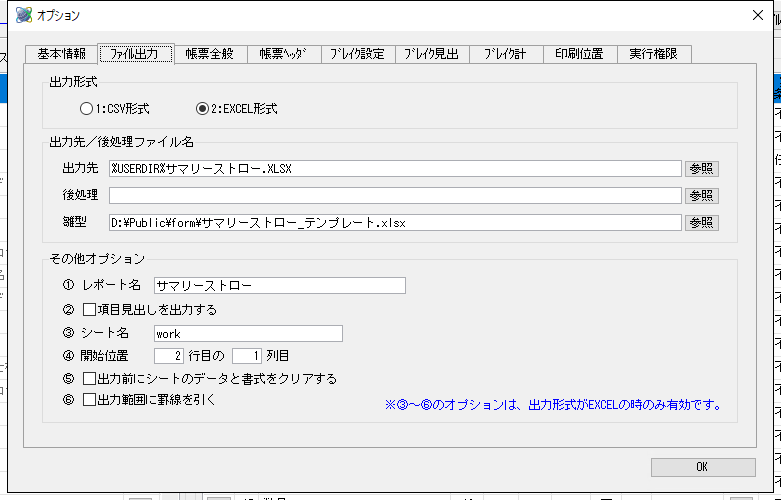 オプション
基本情報 ﾌｧｲﾙ出力 帳票全般 帳票ﾍｯﾀﾞ ﾌﾞﾚｲｸ設定 ﾌﾞﾚｲｸ見出 ﾌﾞﾚｲｸ計 印刷位置 実行権限
出力形式
1:CSV形式 2:EXCEL形式
出力先／後処理ファイル名
出力先 %USERDIR%サマリーストロー.XLSX 参照
後処理 参照
雛型 D:¥Public¥form¥サマリーストロー_テンプレート.xlsx 参照
その他オプション
① レポート名 サマリーストロー
② 項目見出しを出力する
③ シート名 work
④ 開始位置 2 行目の 1 列目
⑤ 出力前にシートのデータと書式をクリアする
⑥ 出力範囲に罫線を引く
※③～⑥のオプションは、出力形式がEXCELの時のみ有効です。
OK